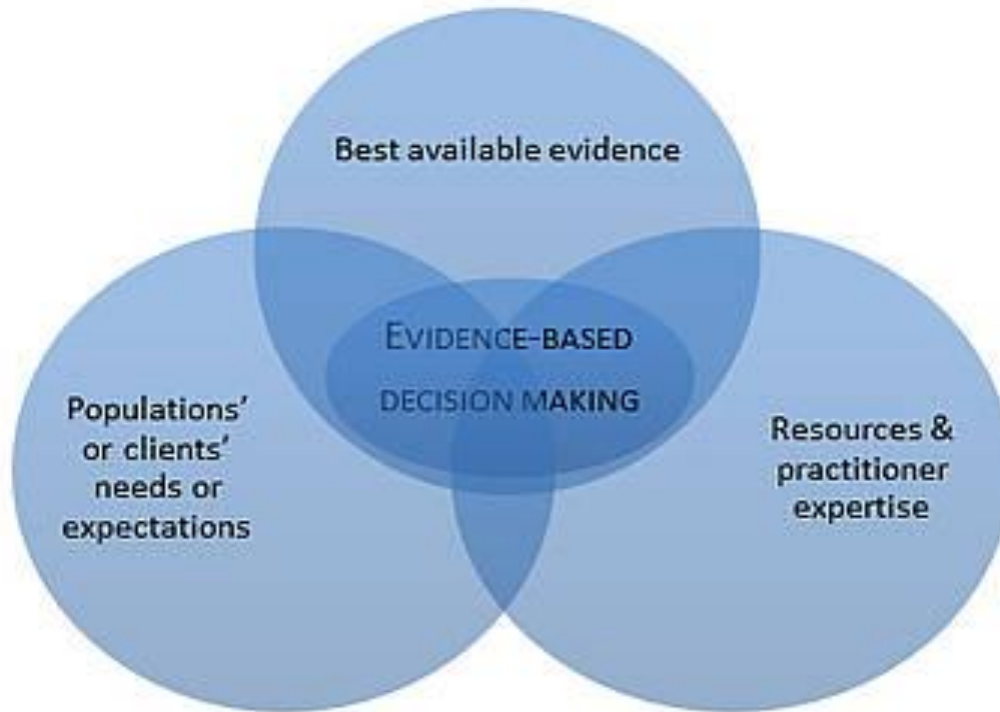 Best available evidence
EVIDENCE-BASED
DECISION MAKING
Populations’
or clients’
needs or
expectations
Resources &
practitioner
expertise